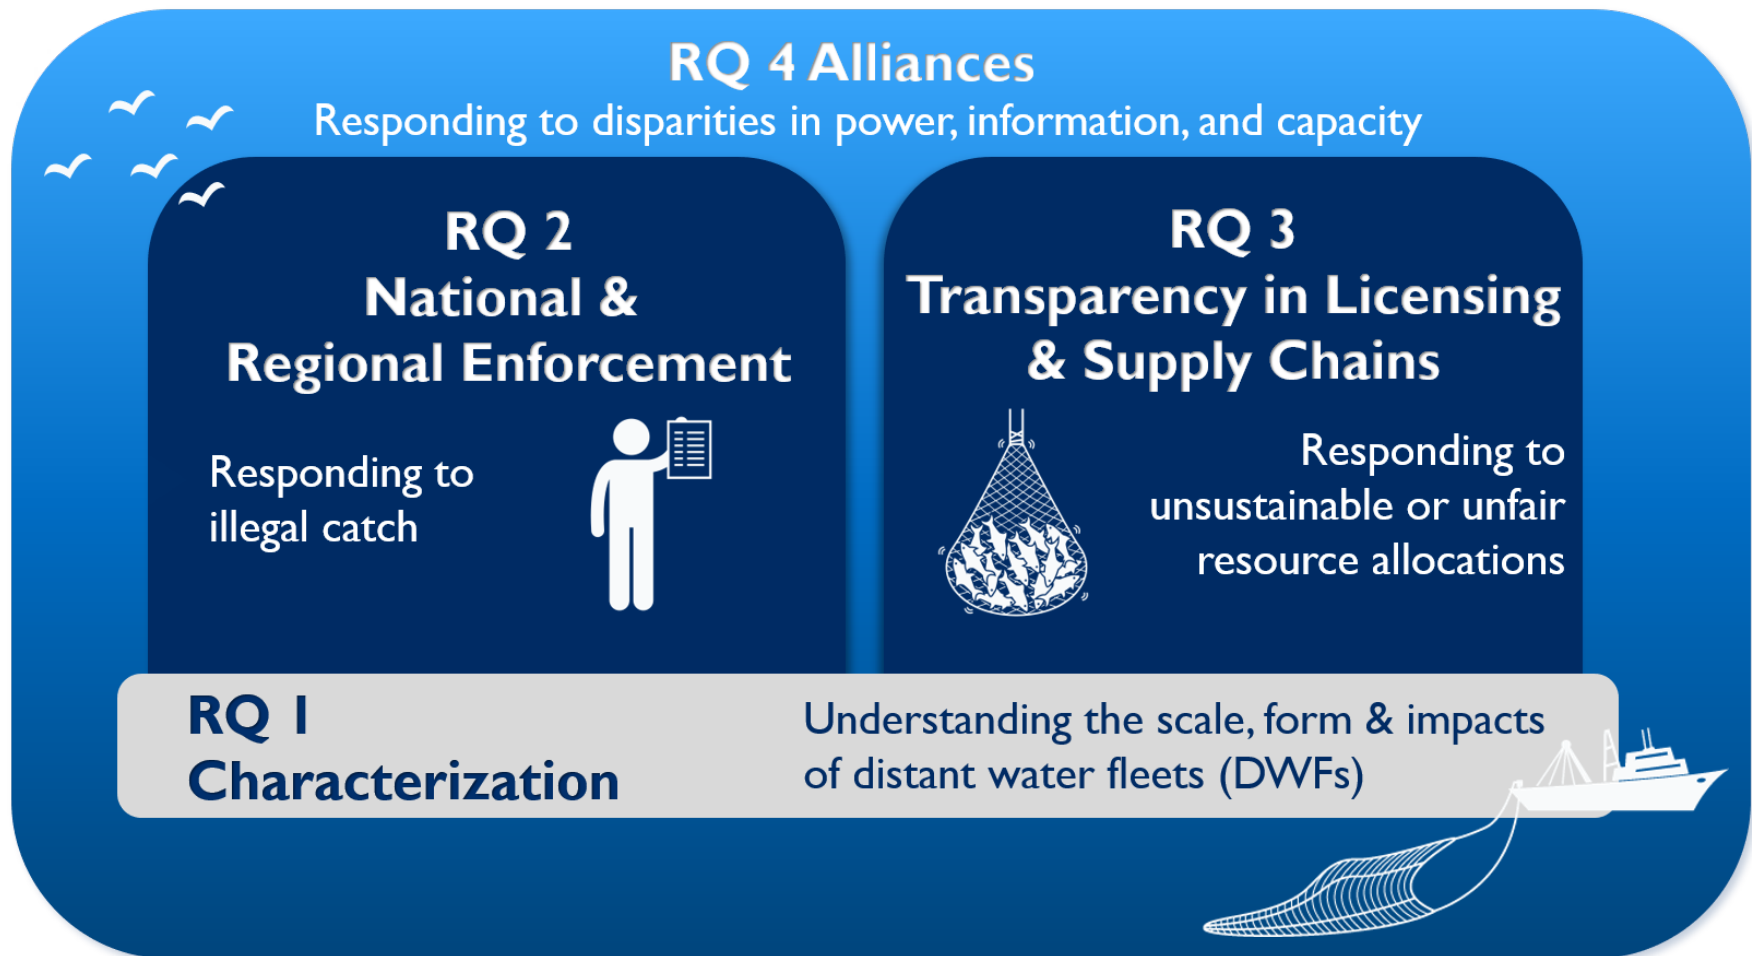 RQ 4 Alliances
Responding to disparities in power, information, and capacity
RQ 2
National &
Regional Enforcement
Responding to
illegal catch
RQ 3
Transparency in Licensing
& Supply Chains
Responding to
unsustainable or unfair
resource allocations
RQ 1
Characterization
Understanding the scale, form & impacts
of distant water fleets (DWFs)